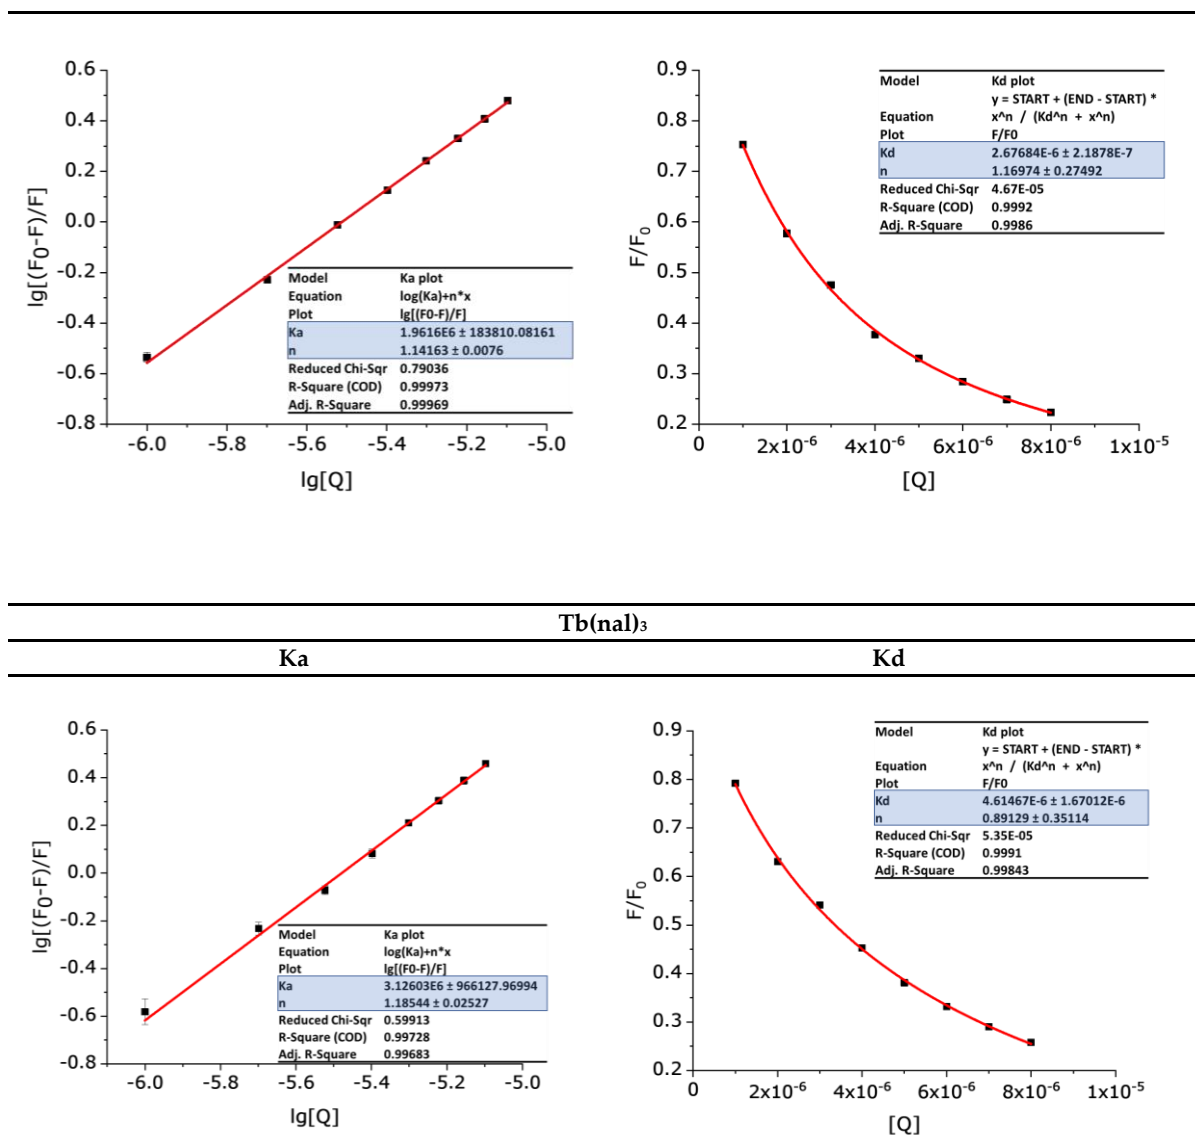 0.6
0.4
0.2
0.0
-0.2
-0.4
-0.6
-0.8
lg[(F0-F)/F]
-6.0 -5.8 -5.6 -5.4 -5.2 -5.0
lg[Q]
Model Ka plot
Equation log(Ka)+n*x
Plot lg[(F0-F)/F]
Ka 1.9616E6 ± 183810.08161
n 1.14163 ± 0.0076
Reduced Chi-Sqr 0.79036
R-Square (COD) 0.99973
Adj. R-Square 0.99969
0.9
0.8
0.7
0.6
0.5
0.4
0.3
0.2
F/F0
0 2x10-6 4x10-6 6x10-6 8x10-6 1x10-5
[Q]
Model Kd plot
y = START + (END - START) *
Equation x^n / (Kd^n + x^n)
Plot F/F0
Kd 2.67684E-6 ± 2.1878E-7
n 1.16974 ± 0.27492
Reduced Chi-Sqr 4.67E-05
R-Square (COD) 0.9992
Adj. R-Square 0.9986
Tb(nal)3
Ka Kd
0.6
0.4
0.2
0.0
-0.2
-0.4
-0.6
-0.8
lg[(F0-F)/F]
-6.0 -5.8 -5.6 -5.4 -5.2 -5.0
lg[Q]
Model Ka plot
Equation log(Ka)+n*x
Plot lg[(F0-F)/F]
Ka 3.12603E6 ± 966127.96994
n 1.18544 ± 0.02527
Reduced Chi-Sqr 0.59913
R-Square (COD) 0.99728
Adj. R-Square 0.99683
0.9
0.8
0.7
0.6
0.5
0.4
0.3
0.2
F/F0
0 2x10-6 4x10-6 6x10-6 8x10-6 1x10-5
[Q]
Model Kd plot
y = START + (END - START) *
Equation x^n / (Kd^n + x^n)
Plot F/F0
Kd 4.61467E-6 ± 1.67012E-6
n 0.89129 ± 0.35114
Reduced Chi-Sqr 5.35E-05
R-Square (COD) 0.9991
Adj. R-Square 0.99843